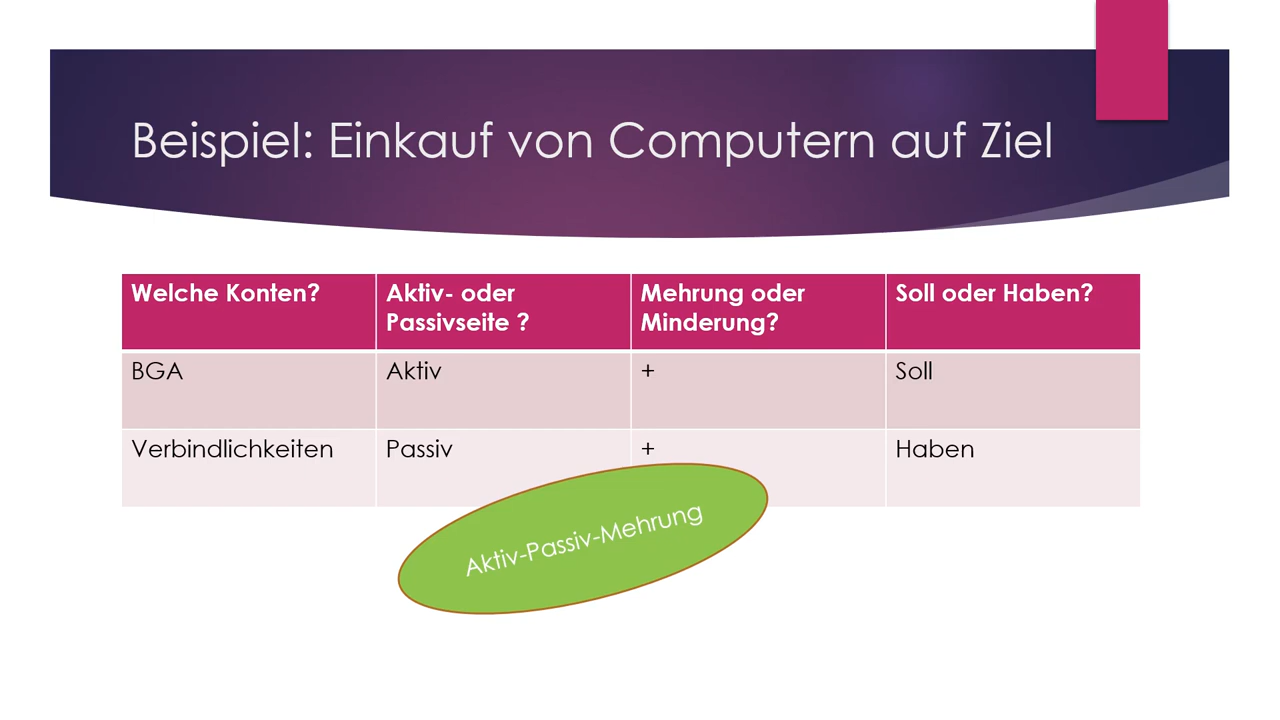 Beispiel: Einkauf von Computern auf Ziel
Welche Konten?
Aktiv- oder
Passivseite ?
Mehrung oder
Minderung?
Soll oder Haben?
BGA
Aktiv
+
Soll
Verbindlichkeiten
Passiv
+
Haben
Aktiv-Passiv-Mehrung